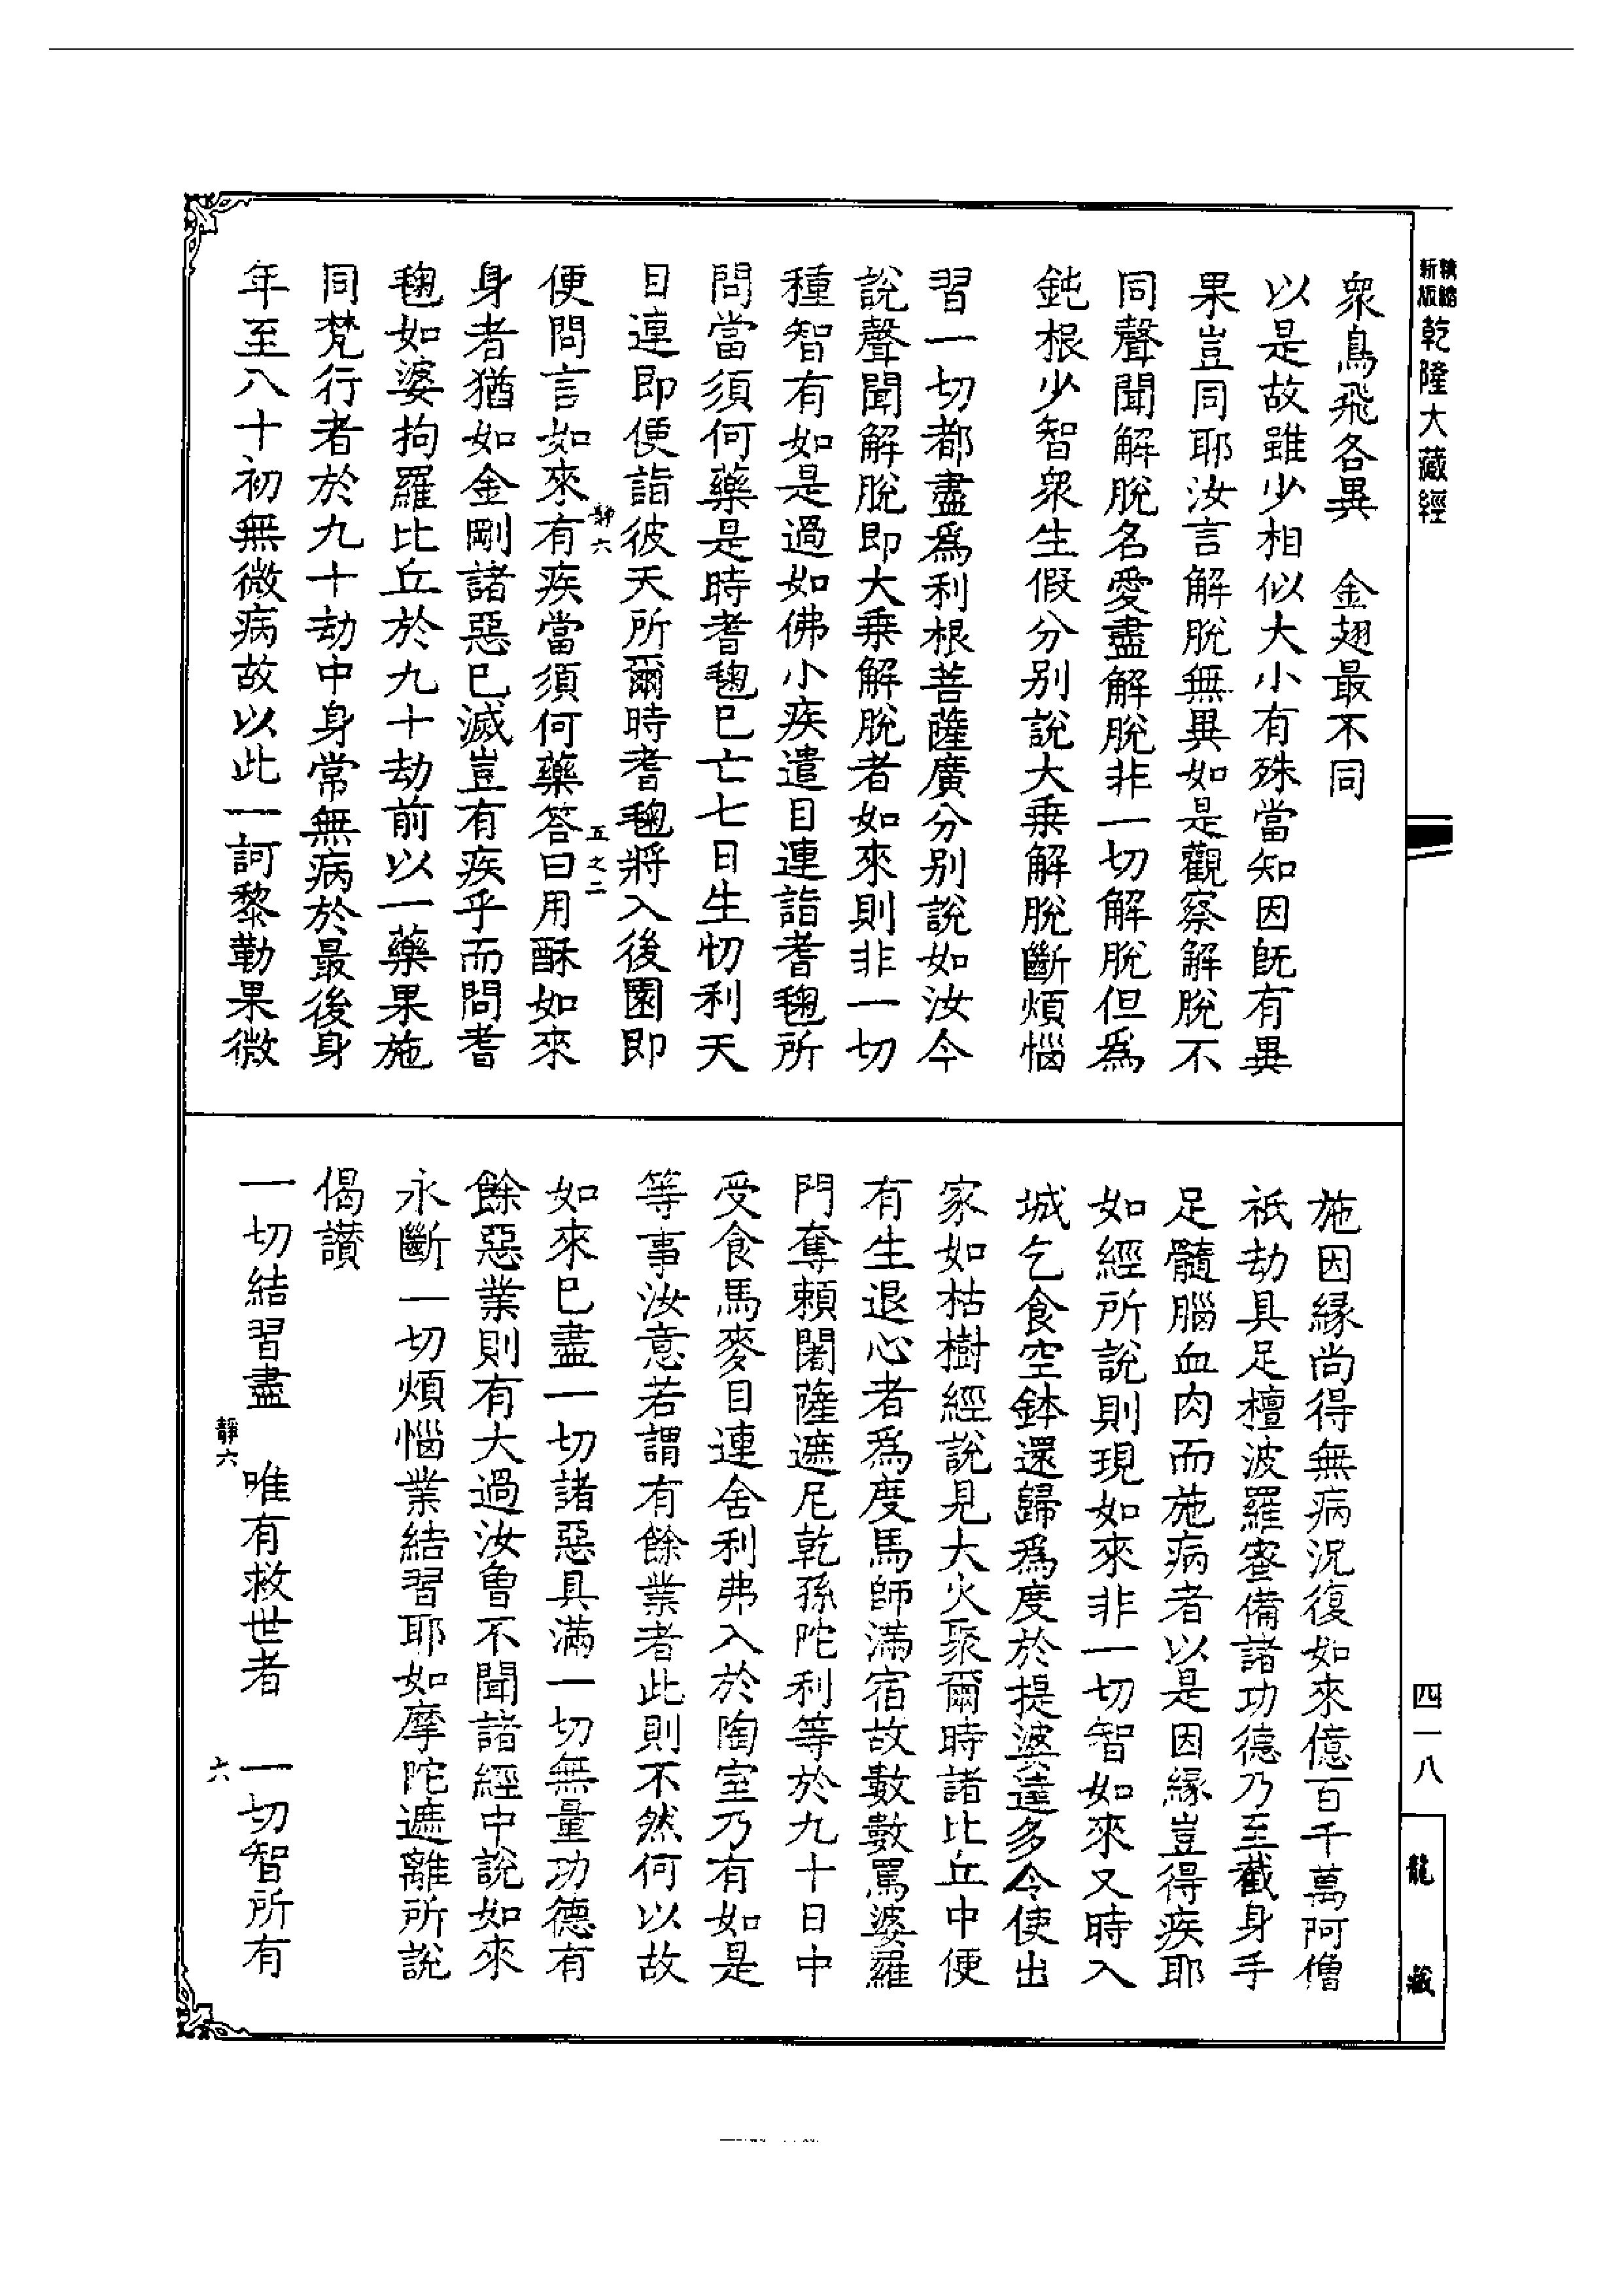 新版精縮乾隆大藏經
衆鳥飛各異　金翅最不同
以是故雖少相似大小有殊當知因旣有異
果豈同耶汝言解脫無異如是觀察解脫不
同聲聞解脫名愛盡解脫非一切解脫但爲
鈍根少智衆生假分別說大乗解脫斷煩惱
習一切都盡爲利根菩薩廣分別說如汝今
說聲聞解脫即大乗解脫者如來則非一切
種智有如是過如佛小疾遣目連詣耆毱所
問當須何藥是時耆毱巳亡七日生忉利天
目連即便詣彼天所爾時耆毱將入後園即
便問言如來有疾當須何藥答曰用酥如來
靜六
五之二
身者猶如金剛諸惡巳滅豈有疾乎而問耆
毱如婆拘羅比丘於九十劫前以一藥果施
同梵行者於九十劫中身常無病於最後身
年至八十初無微病故以此一訶黎勒果微
施因縁尚得無病況復如來億百千萬阿僧
祇劫具足檀波羅蜜備諸功德乃至截身手
足髓腦血肉而施病者以是因縁豈得疾耶
如經所說則現如來非一切智如來又時入
城乞食空鉢還歸爲度於提婆達多令使出
家如枯樹經說見大火聚爾時諸比丘中便
有生退心者爲度馬師滿宿故數數罵婆羅
門奪頼闍薩遮尼乾孫陀利等於九十日中
受食馬麥目連舍利弗入於陶室乃有如是
等事汝意若謂有餘業者此則不然何以故
如來巳盡一切諸惡具滿一切無量功德有
餘惡業則有大過汝曾不聞諸經中說如來
永斷一切煩惱業結習耶如摩陀遮離所說
偈讃
一切結習盡　唯有救世者　一切智所有
靜六
六
四一八
龍藏